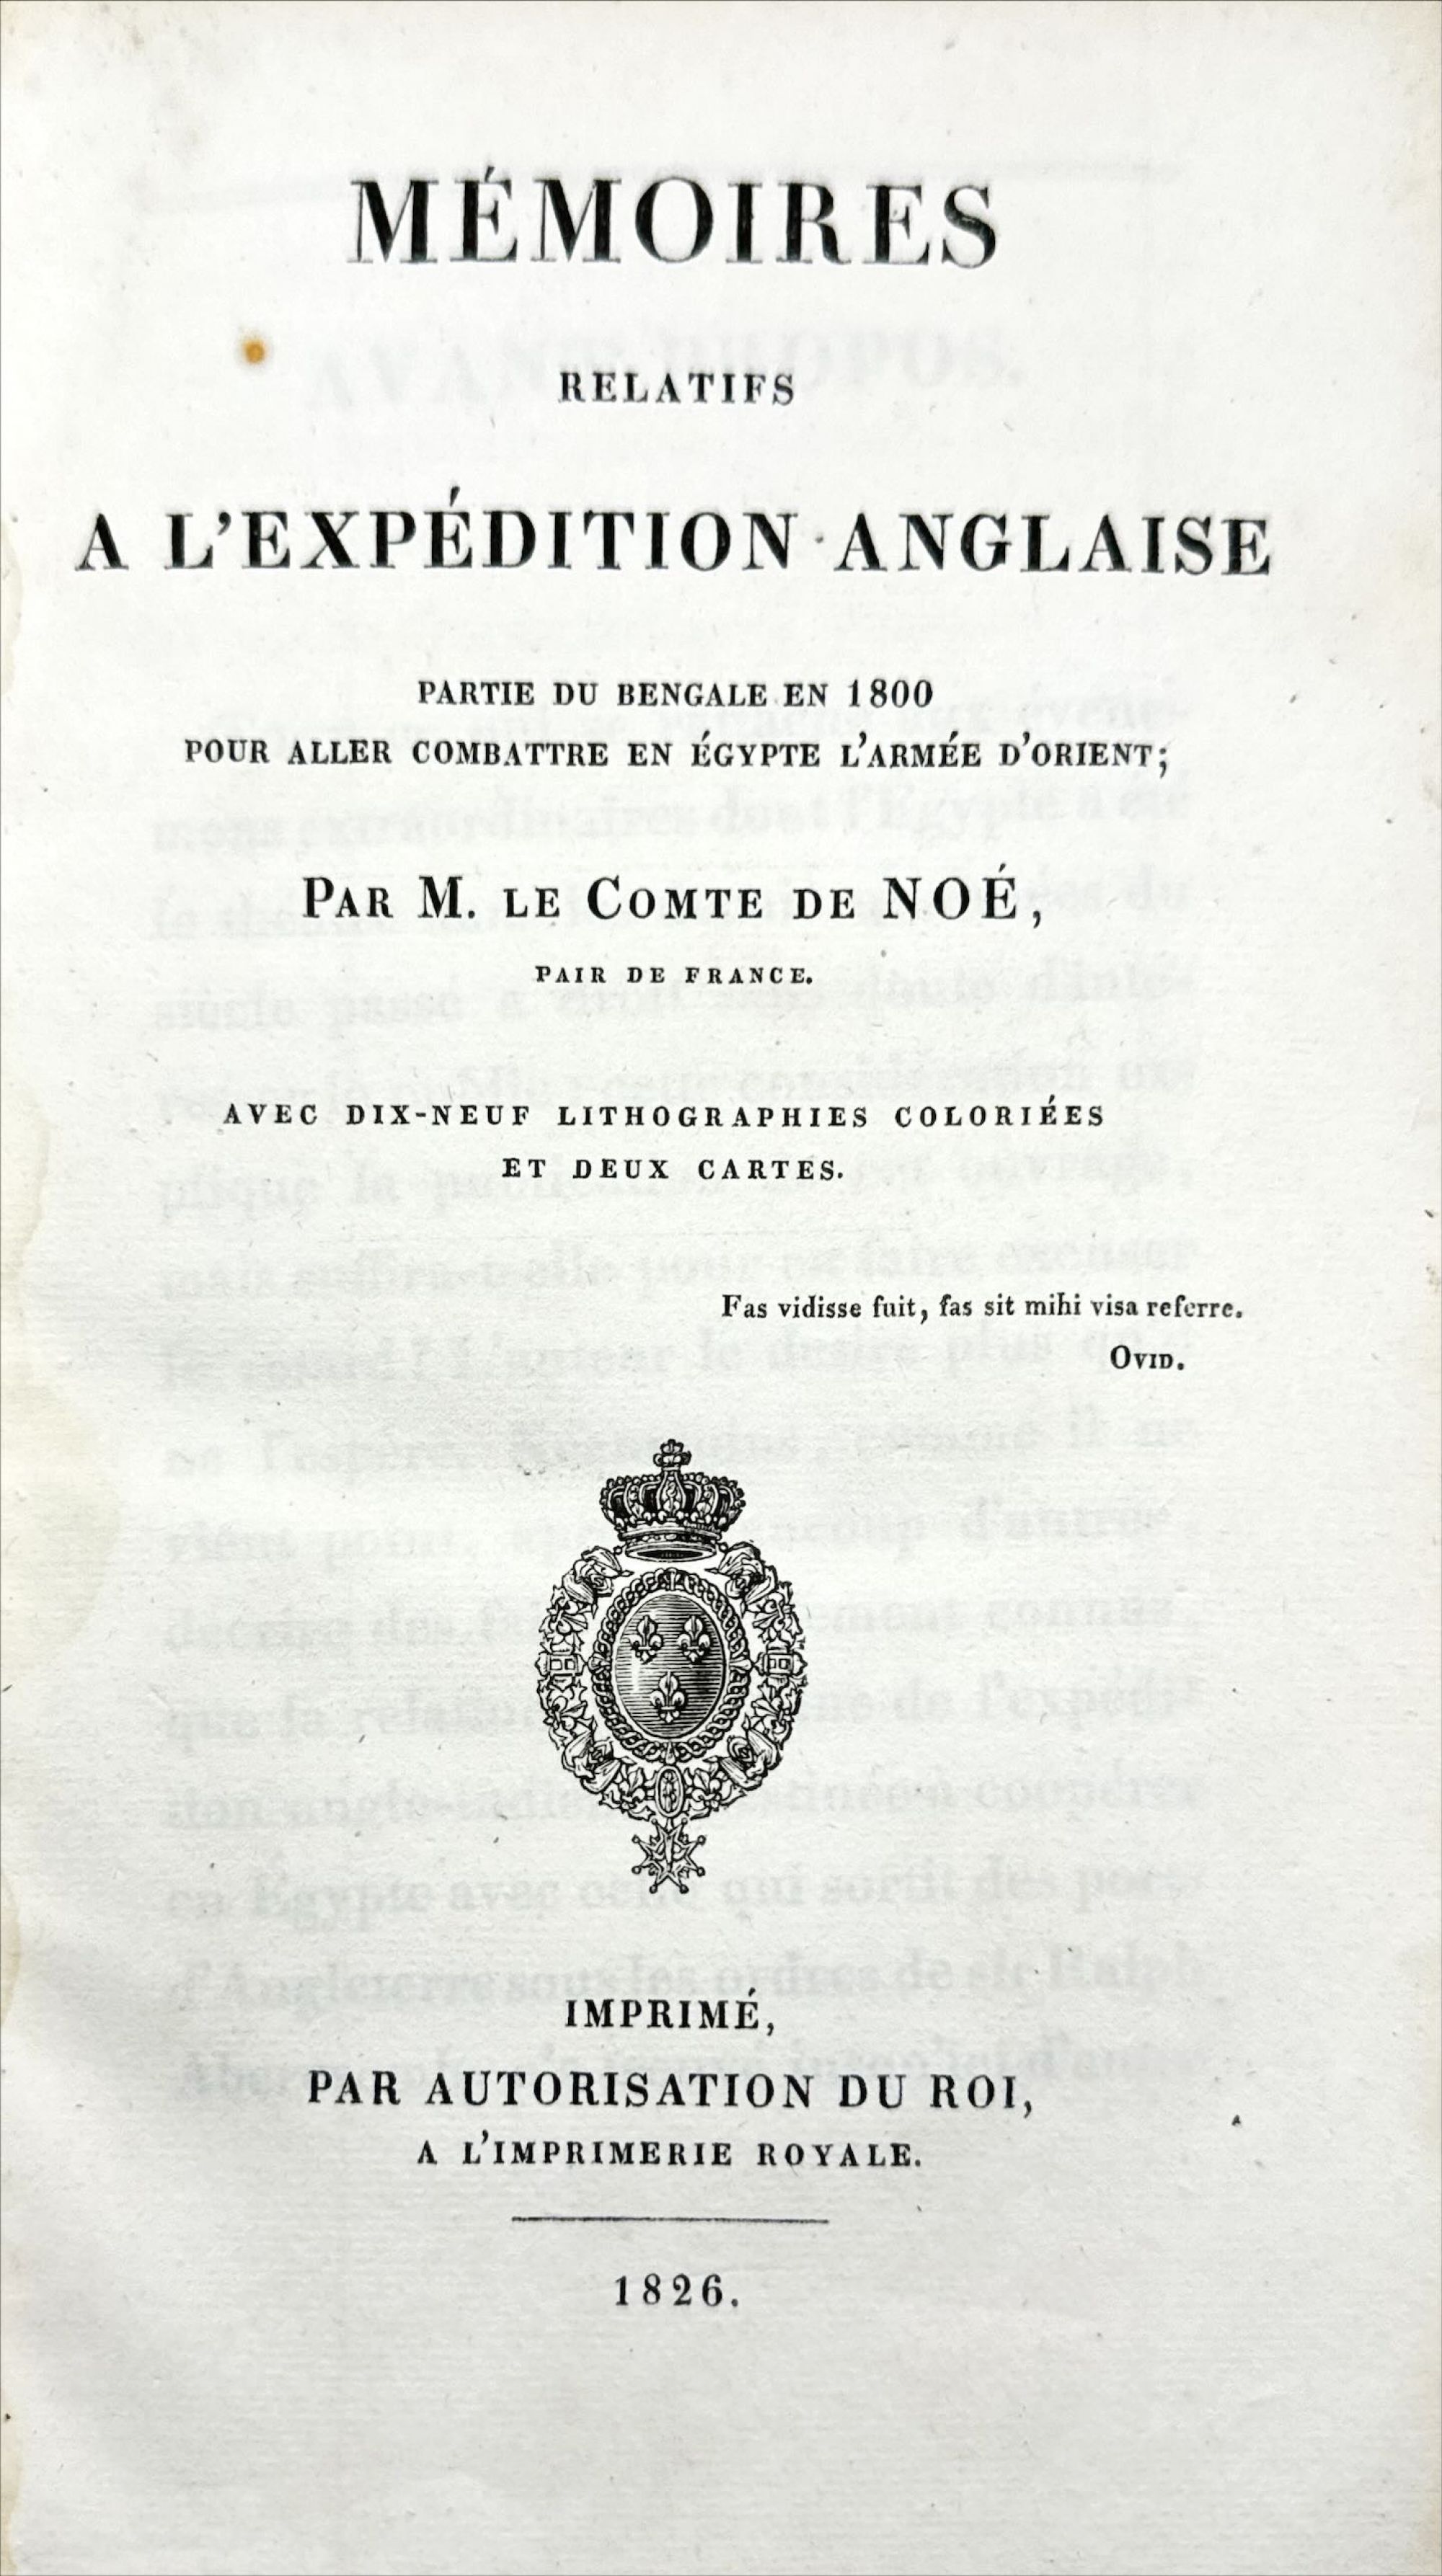 MÉMOIRES
RELATIFS
A L'EXPÉDITION ANGLAISE
PARTIE DU BENGALE EN 1800
POUR ALLER COMBATTRE EN ÉGYPTE L'ARMÉE D'ORIENT;
PAR M. LE COMTE DE NOÉ,
PAIR DE FRANCE.
AVEC DIX-NEUF LITHOGRAPHIES COLORIÉES
ET DEUX CARTES.
Fas vidisse fuit, fas sit mihi visa referre.
OVID.
IMPRIMÉ,
PAR AUTORISATION DU ROI,
A L'IMPRIMERIE ROYALE.
1826.